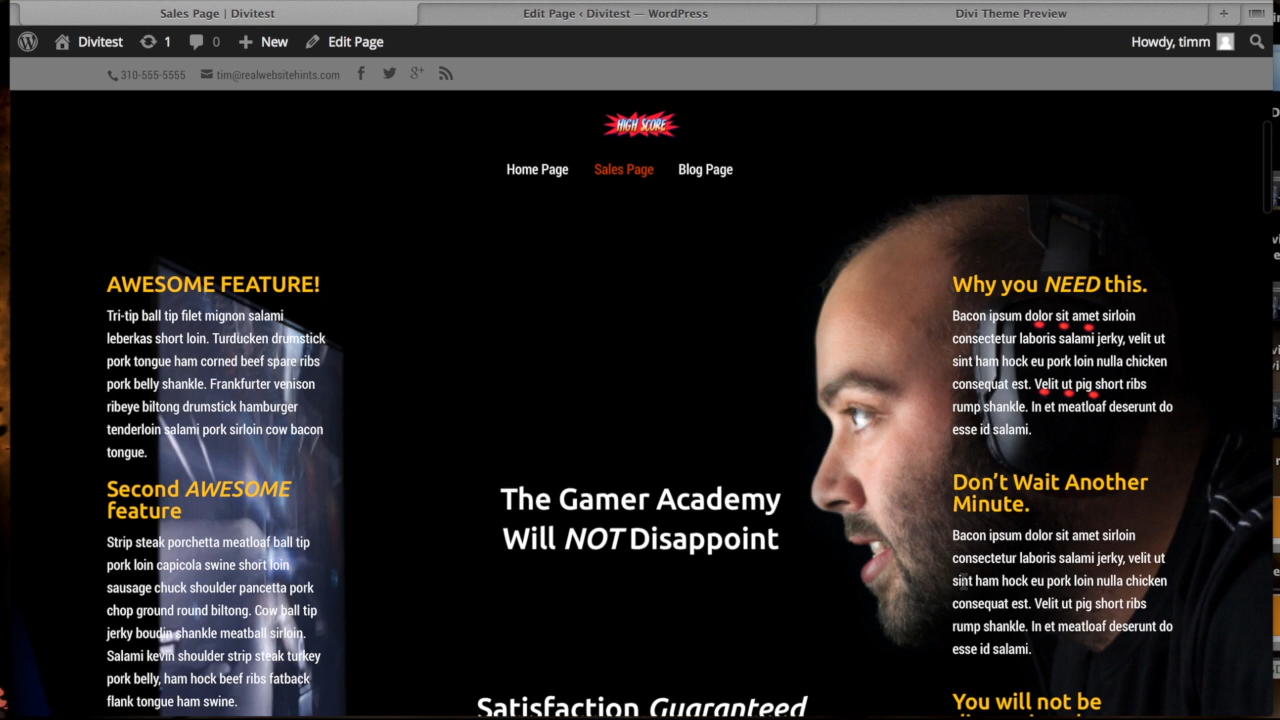 Sales Page | Divitest
Edit Page ‹ Divitest — WordPress
Divi Theme Preview
Divitest
1
0
New
Edit Page
Howdy, timm
310-555-5555
tim@realwebsitehints.com
HIGH SCORE
Home Page
Sales Page
Blog Page
AWESOME FEATURE!
Tri-tip ball tip filet mignon salami
leberkas short loin. Turducken drumstick
pork tongue ham corned beef spare ribs
pork belly shankle. Frankfurter venison
ribeye biltong drumstick hamburger
tenderloin salami pork sirloin cow bacon
tongue.
Second AWESOME
feature
Strip steak porchetta meatloaf ball tip
pork loin capicola swine short loin
sausage chuck shoulder pancetta pork
chop ground round biltong. Cow ball tip
jerky boudin shankle meatball sirloin.
Salami kevin shoulder strip steak turkey
pork belly, ham hock beef ribs fatback
flank tongue ham swine.
The Gamer Academy
Will NOT Disappoint
Satisfaction Guaranteed
Why you NEED this.
Bacon ipsum dolor sit amet sirloin
consectetur laboris salami jerky, velit ut
sint ham hock eu pork loin nulla chicken
consequat est. Velit ut pig short ribs
rump shankle. In et meatloaf deserunt do
esse id salami.
Don't Wait Another
Minute.
Bacon ipsum dolor sit amet sirloin
consectetur laboris salami jerky, velit ut
sint ham hock eu pork loin nulla chicken
consequat est. Velit ut pig short ribs
rump shankle. In et meatloaf deserunt do
esse id salami.
You will not be